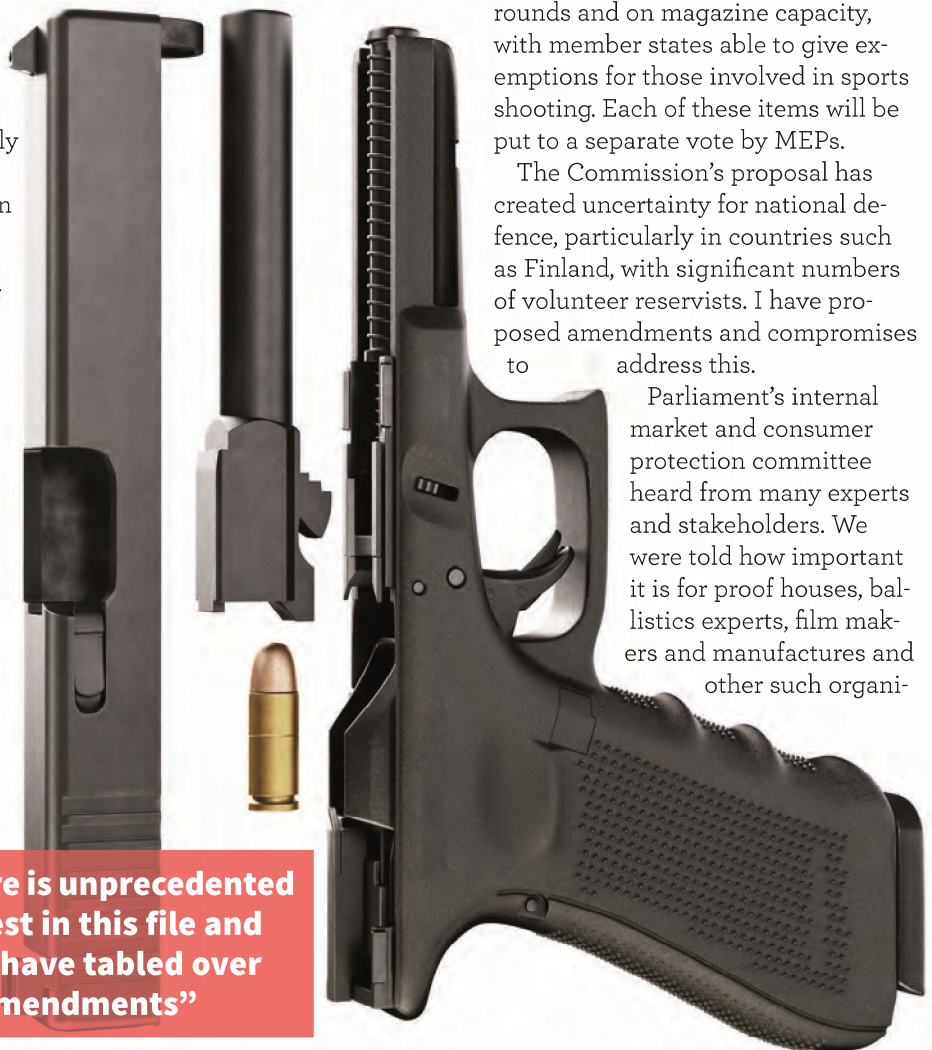 rounds and on magazine capacity,
with member states able to give ex-
emptions for those involved in sports
shooting. Each of these items will be
put to a separate vote by MEPs.
The Commission’s proposal has
created uncertainty for national de-
fence, particularly in countries such
as Finland, with significant numbers
of volunteer reservists. I have pro-
posed amendments and compromises
to address this.
Parliament’s internal
market and consumer
protection committee
heard from many experts
and stakeholders. We
were told how important
it is for proof houses, bal-
listics experts, film mak-
ers and manufactures and
other such organi-
ly
n
re is unprecedented
est in this file and
have tabled over
mendments”